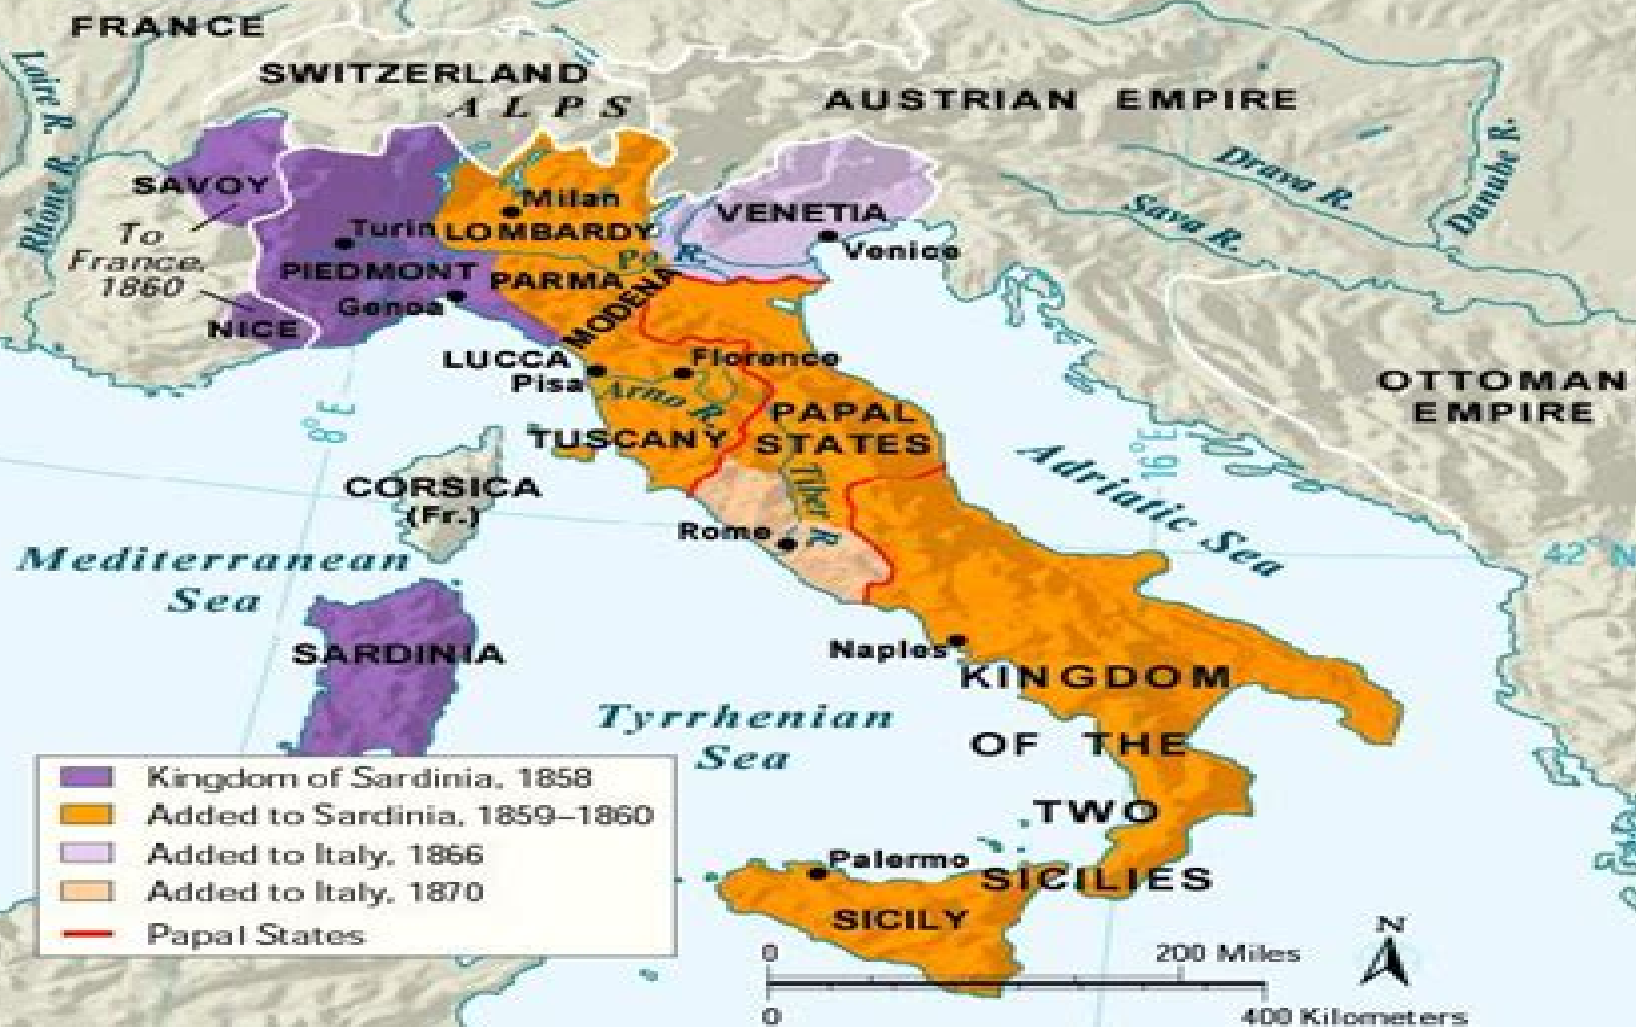 FRANCE
SWITZERLAND
ALPS
AUSTRIAN EMPIRE
Loire R.
Rhône R.
Drava R.
Danube R.
Sava R.
SAVOY
To
France,
1860
NICE
Turin
PIEDMONT
Genoa
Milan
LOMBARDY
Po R.
PARMA
MODENA
VENETIA
Venice
LUCCA
Pisa
Florence
Arno R.
TUSCANY
PAPAL
STATES
Tiber R.
Rome
OTTOMAN
EMPIRE
8°E
16°E
42° N
Adriatic Sea
CORSICA
(Fr.)
Mediterranean
Sea
SARDINIA
Tyrrhenian
Sea
Naples
KINGDOM
OF THE
TWO
SICILIES
Palermo
SICILY
Kingdom of Sardinia, 1858
Added to Sardinia, 1859–1860
Added to Italy, 1866
Added to Italy, 1870
Papal States
N
0 200 Miles
0 400 Kilometers